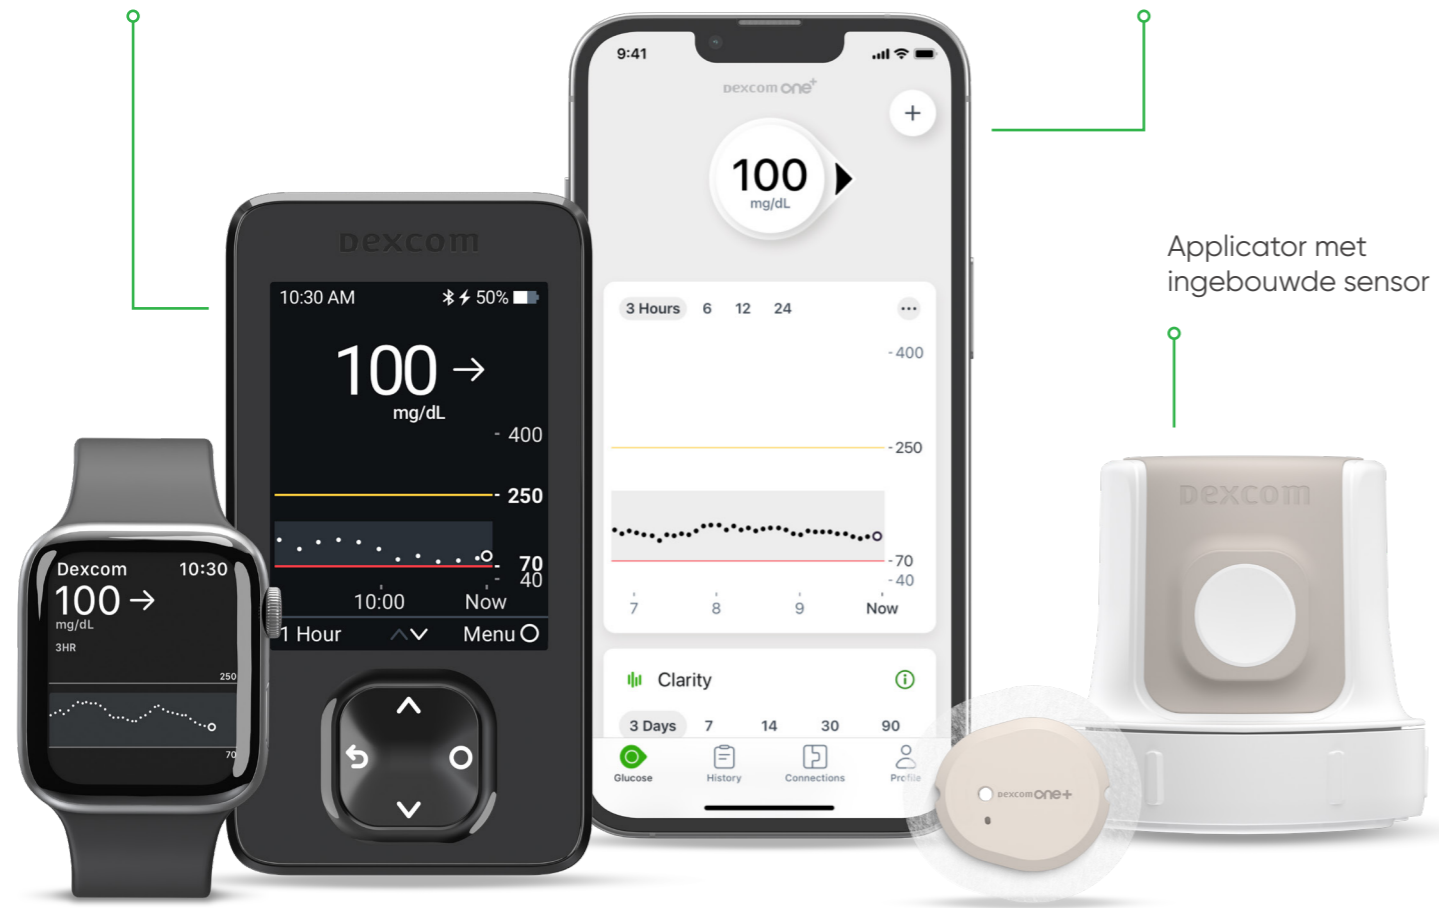 9:41
Dexcom one+
+
100
mg/dL
3 Hours 6 12 24
400
250
70
40
7 8 9 Now
Clarity
3 Days 7 14 30 90
Glucose History Connections Profile
Dexcom
10:30 AM 50%
100 →
mg/dL
400
250
70
40
10:00 Now
1 Hour Menu
Dexcom 10:30
100 →
mg/dL
3HR
250
70
Applicator met
ingebouwde sensor
Dexcom
Dexcom one+